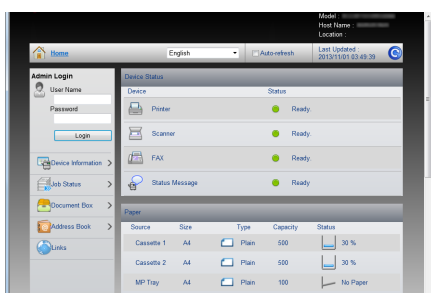 Model :
Host Name :
Location :
Home
English
Auto-refresh
Last Updated :
2013/11/01 03:49:39
Admin Login
User Name
Password
Login
Device Information
Job Status
Document Box
Address Book
Links
Device Status
Device Status
Printer Ready.
Scanner Ready.
FAX Ready.
Status Message Ready
Paper
Source Size Type Capacity Status
Cassette 1 A4 Plain 500 30 %
Cassette 2 A4 Plain 500 30 %
MP Tray A4 Plain 100 No Paper